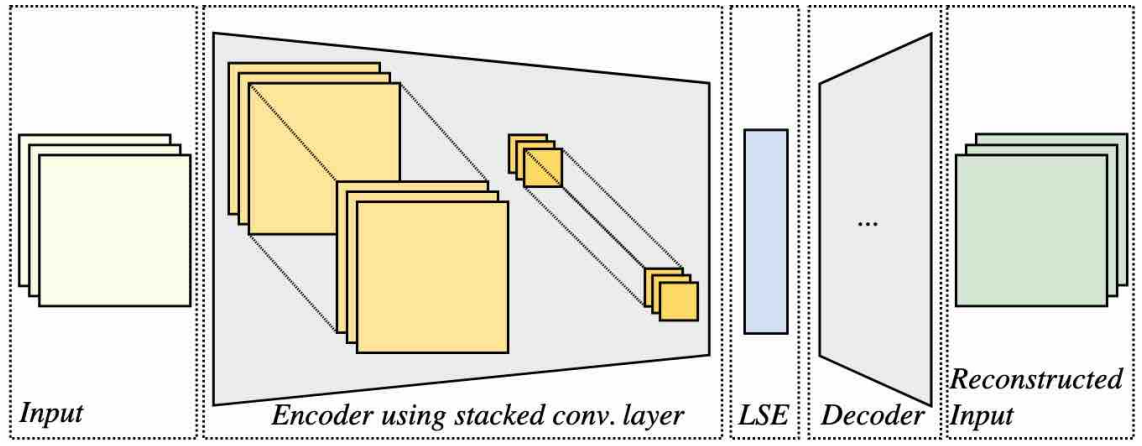 ...
Input
Encoder using stacked conv. layer
LSE
Decoder
Reconstructed
Input